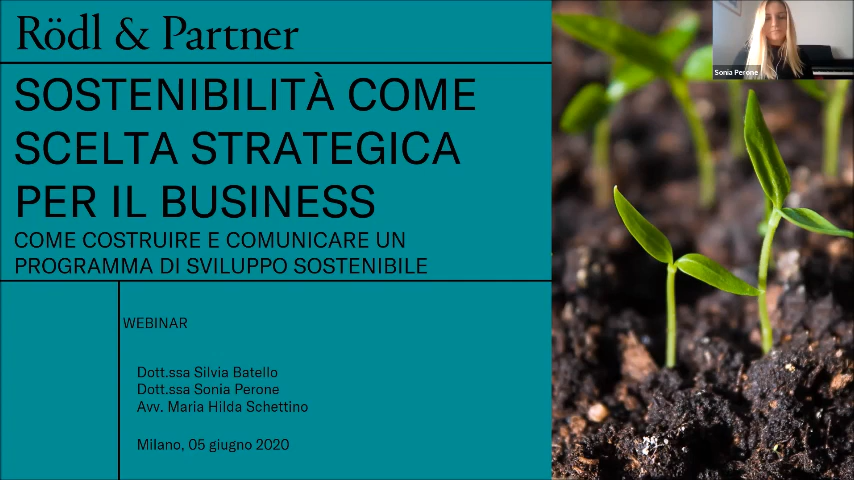 Rödl & Partner
SOSTENIBILITÀ COME
SCELTA STRATEGICA
PER IL BUSINESS
COME COSTRUIRE E COMUNICARE UN
PROGRAMMA DI SVILUPPO SOSTENIBILE
WEBINAR
Dott.ssa Silvia Batello
Dott.ssa Sonia Perone
Avv. Maria Hilda Schettino
Milano, 05 giugno 2020
Sonia Perone